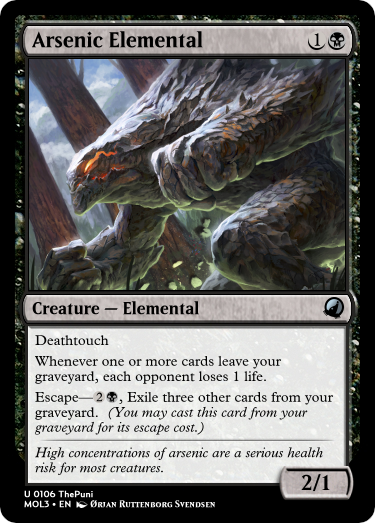 Arsenic Elemental 1
Creature — Elemental
Deathtouch
Whenever one or more cards leave your
graveyard, each opponent loses 1 life.
Escape—2, Exile three other cards from your
graveyard. (You may cast this card from your
graveyard for its escape cost.)
High concentrations of arsenic are a serious health
risk for most creatures.
2/1
U 0106 ThePuni
MOL3 • EN Ørian Ruttenborg Svendsen